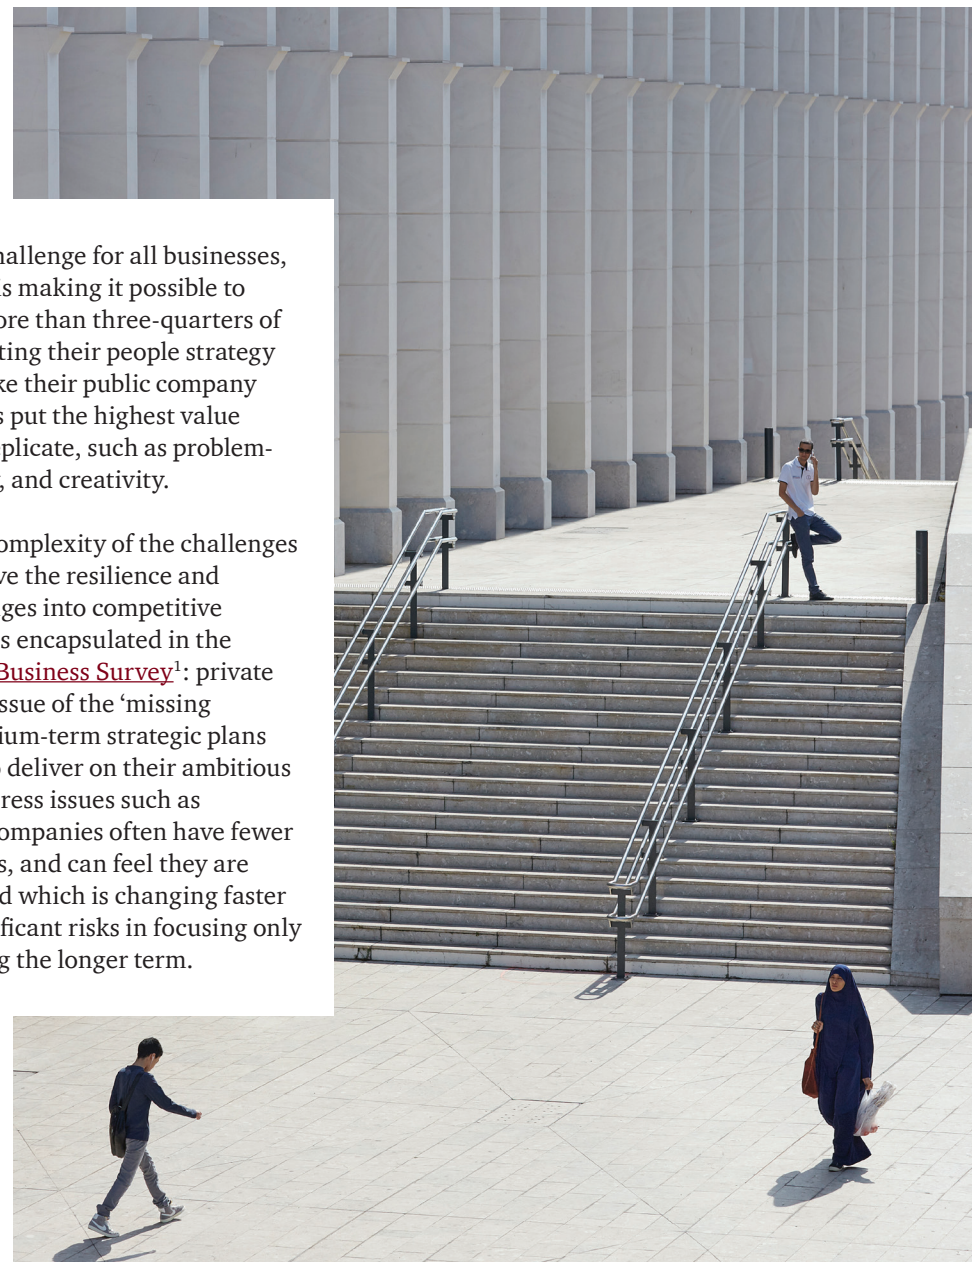 allenge for all businesses,
s making it possible to
ore than three-quarters of
ting their people strategy
ke their public company
s put the highest value
eplicate, such as problem-
, and creativity.
omplexity of the challenges
ve the resilience and
ges into competitive
s encapsulated in the
Business Survey¹: private
ssue of the ‘missing
ium-term strategic plans
o deliver on their ambitious
ress issues such as
ompanies often have fewer
s, and can feel they are
d which is changing faster
ficant risks in focusing only
g the longer term.